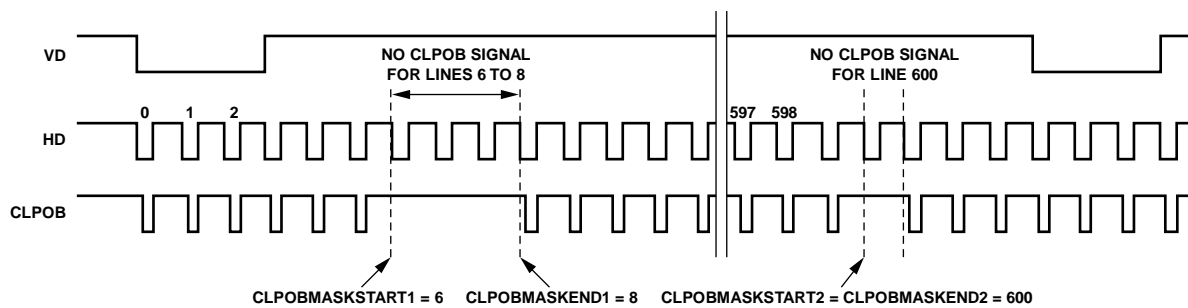 VD
NO CLPOB SIGNAL
FOR LINES 6 TO 8
NO CLPOB SIGNAL
FOR LINE 600
HD
0 1 2
597 598
CLPOB
CLPOBMASKSTART1 = 6
CLPOBMASKEND1 = 8
CLPOBMASKSTART2 = CLPOBMASKEND2 = 600